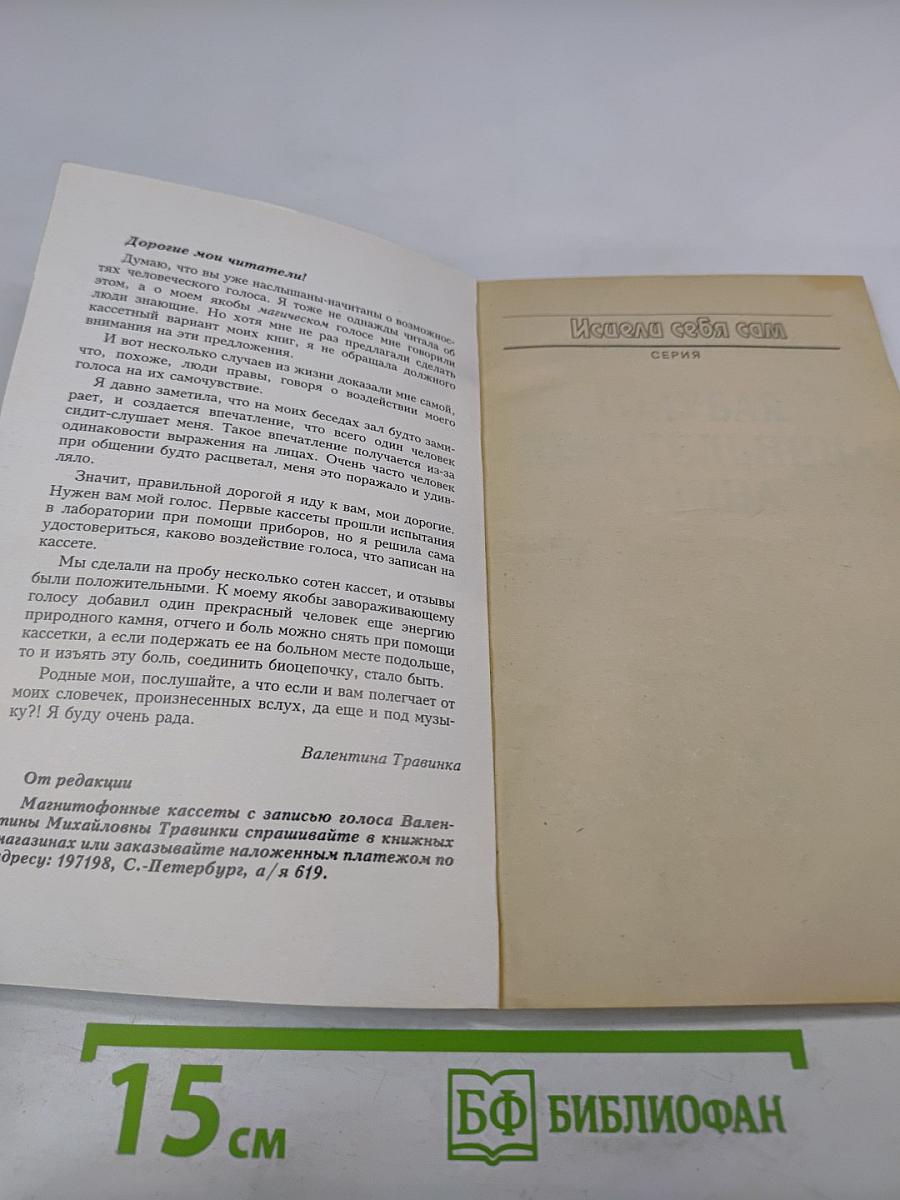 Дорогие мои читатели!
Думаю, что вы уже наслышаны-начитаны о возможнос-
тях человеческого голоса. Я тоже не однажды читала об
этом, а о моем якобы магическом голосе мне говорили
люди знающие. Но хотя мне не раз предлагали сделать
кассетный вариант моих книг, я не обращала должного
внимания на эти предложения.
И вот несколько случаев из жизни доказали мне самой,
что, похоже, люди правы, говоря о воздействии моего
голоса на их самочувствие.
Я давно заметила, что на моих беседах зал будто зами-
рает, и создается впечатление, что всего один человек
сидит-слушает меня. Такое впечатление получается из-за
одинаковости выражения на лицах. Очень часто человек
при общении будто расцветал, меня это поражало и удив-
ляло.
Значит, правильной дорогой я иду к вам, мои дорогие.
Нужен вам мой голос. Первые кассеты прошли испытания
в лаборатории при помощи приборов, но я решила сама
удостовериться, каково воздействие голоса, что записан на
кассете.
Мы сделали на пробу несколько сотен кассет, и отзывы
были положительными. К моему якобы завораживающему
голосу добавил один прекрасный человек еще энергию
природного камня, отчего и боль можно снять при помощи
кассетки, а если подержать ее на больном месте подольше,
то и изъять эту боль, соединить биоцепочку, стало быть.
Родные мои, послушайте, а что если и вам полегчает от
моих словечек, произнесенных вслух, да еще и под музы-
ку?! Я буду очень рада.
Валентина Травинка
От редакции
Магнитофонные кассеты с записью голоса Вален-
тины Михайловны Травинки спрашивайте в книжных
магазинах или заказывайте наложенным платежом по
адресу: 197198, С.-Петербург, а/я 619.
Исцели себя сам
СЕРИЯ
15 см
БФ БИБЛИОФАН